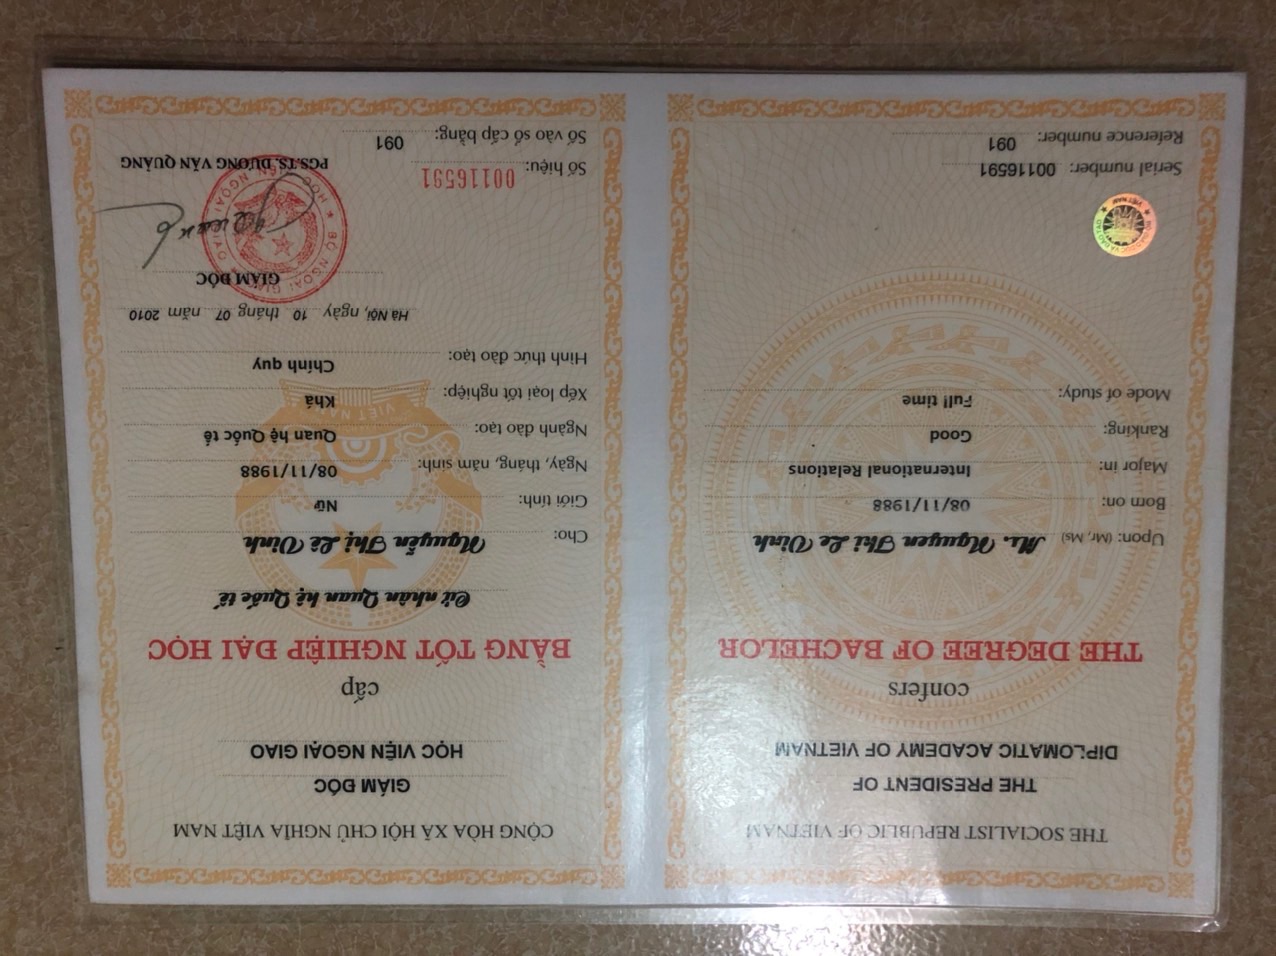 THE SOCIALIST REPUBLIC OF VIETNAM
THE PRESIDENT OF
DIPLOMATIC ACADEMY OF VIETNAM
confers
THE DEGREE OF BACHELOR
Upon: (Mr, Ms) Ms. Nguyen Thi Le Vinh
Born on: 08/11/1988
Major in: International Relations
Ranking: Good
Mode of study: Full time
Serial number: 00116591
Reference number: 091
CỘNG HÒA XÃ HỘI CHỦ NGHĨA VIỆT NAM
GIÁM ĐỐC
HỌC VIỆN NGOẠI GIAO
cấp
BẰNG TỐT NGHIỆP ĐẠI HỌC
Cử nhân Quan hệ Quốc tế
Cho: Nguyễn Thị Lê Vinh
Giới tính: Nữ
Ngày, tháng, năm sinh: 08/11/1988
Ngành đào tạo: Quan hệ Quốc tế
Xếp loại tốt nghiệp: Khá
Hình thức đào tạo: Chính quy
Hà Nội, ngày 10 tháng 07 năm 2010
GIÁM ĐỐC
PGS.TS. DƯƠNG VĂN QUẢNG
Số hiệu: 00116591
Số vào sổ cấp bằng: 091
VIỆT NAM